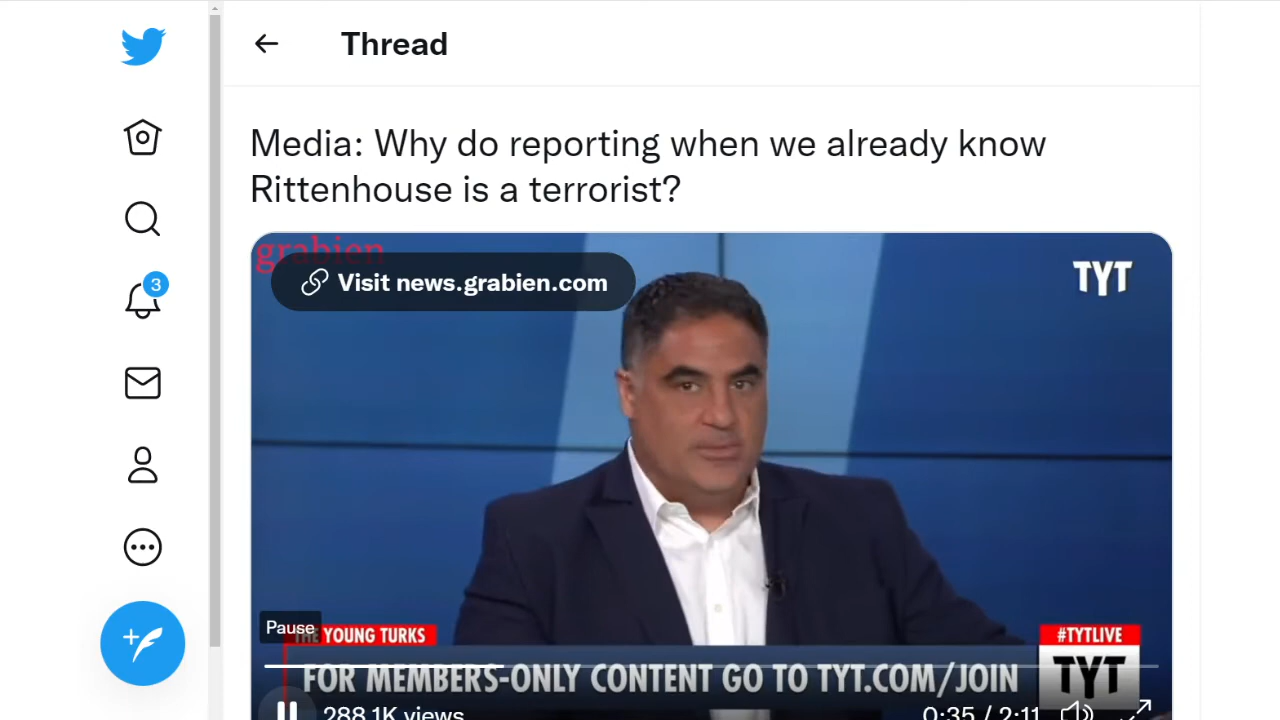 Thread
3
Media: Why do reporting when we already know
Rittenhouse is a terrorist?
grabien
Visit news.grabien.com
TYT
Pause
THE YOUNG TURKS
#TYTLIVE
FOR MEMBERS-ONLY CONTENT GO TO TYT.COM/JOIN
TYT
288.1K views
0:35 / 2:11